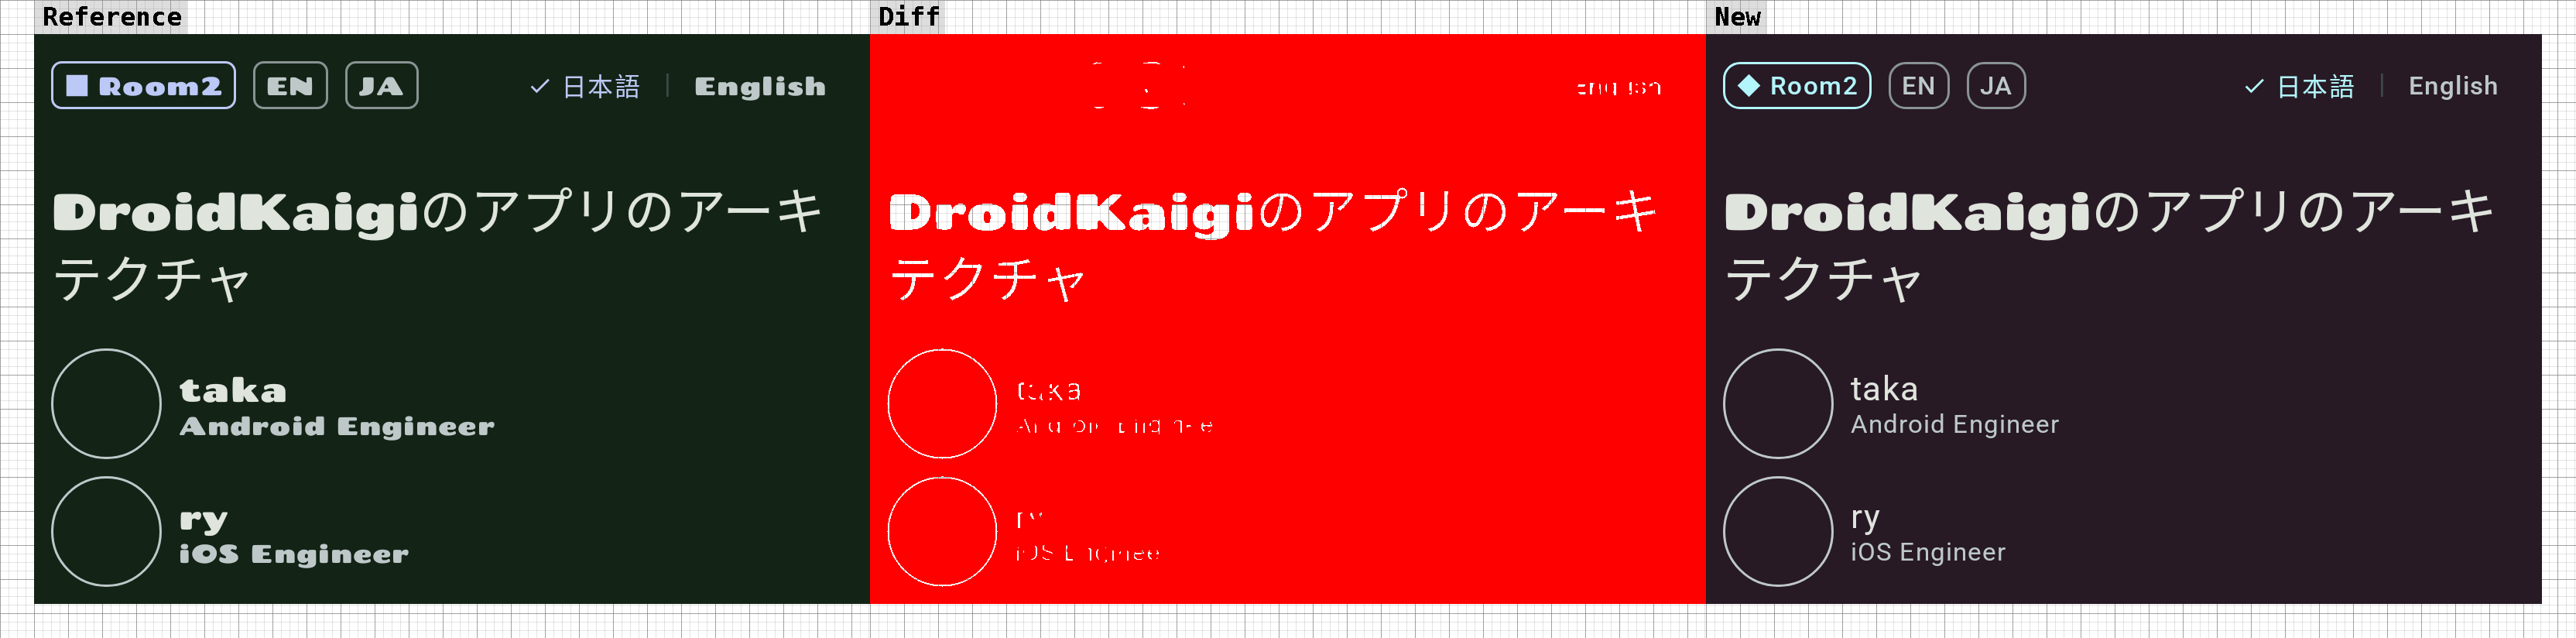 Reference
Room2 EN JA 日本語 English
DroidKaigiのアプリのアーキ
テクチャ
taka
Android Engineer
ry
iOS Engineer
Diff
DroidKaigiのアプリのアーキ
テクチャ
New
Room2 EN JA 日本語 English
DroidKaigiのアプリのアーキ
テクチャ
taka
Android Engineer
ry
iOS Engineer